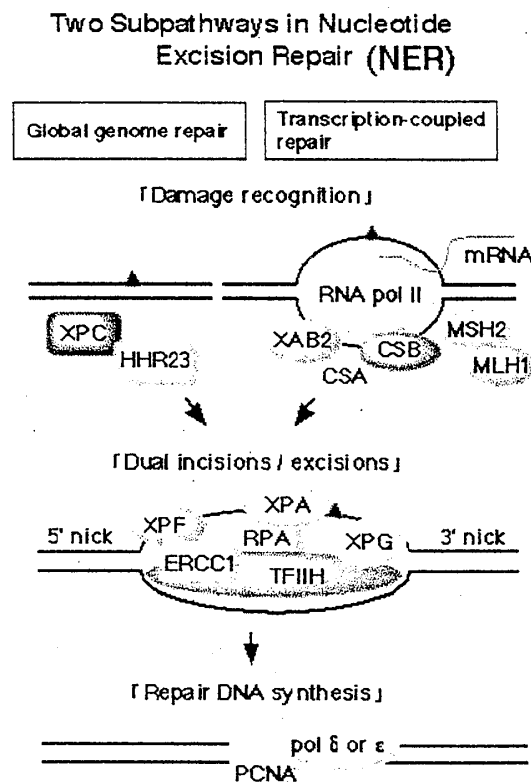 Two Subpathways in Nucleotide
Excision Repair (NER)
Global genome repair
Transcription-coupled
repair
「Damage recognition」
mRNA
RNA pol II
XPC
HHR23
XAB2
CSB
CSA
MSH2
MLH1
「Dual incisions / excisions」
5' nick
XPF
XPA
RPA
XPG
3' nick
ERCC1
TFIIH
「Repair DNA synthesis」
pol δ or ε
PCNA